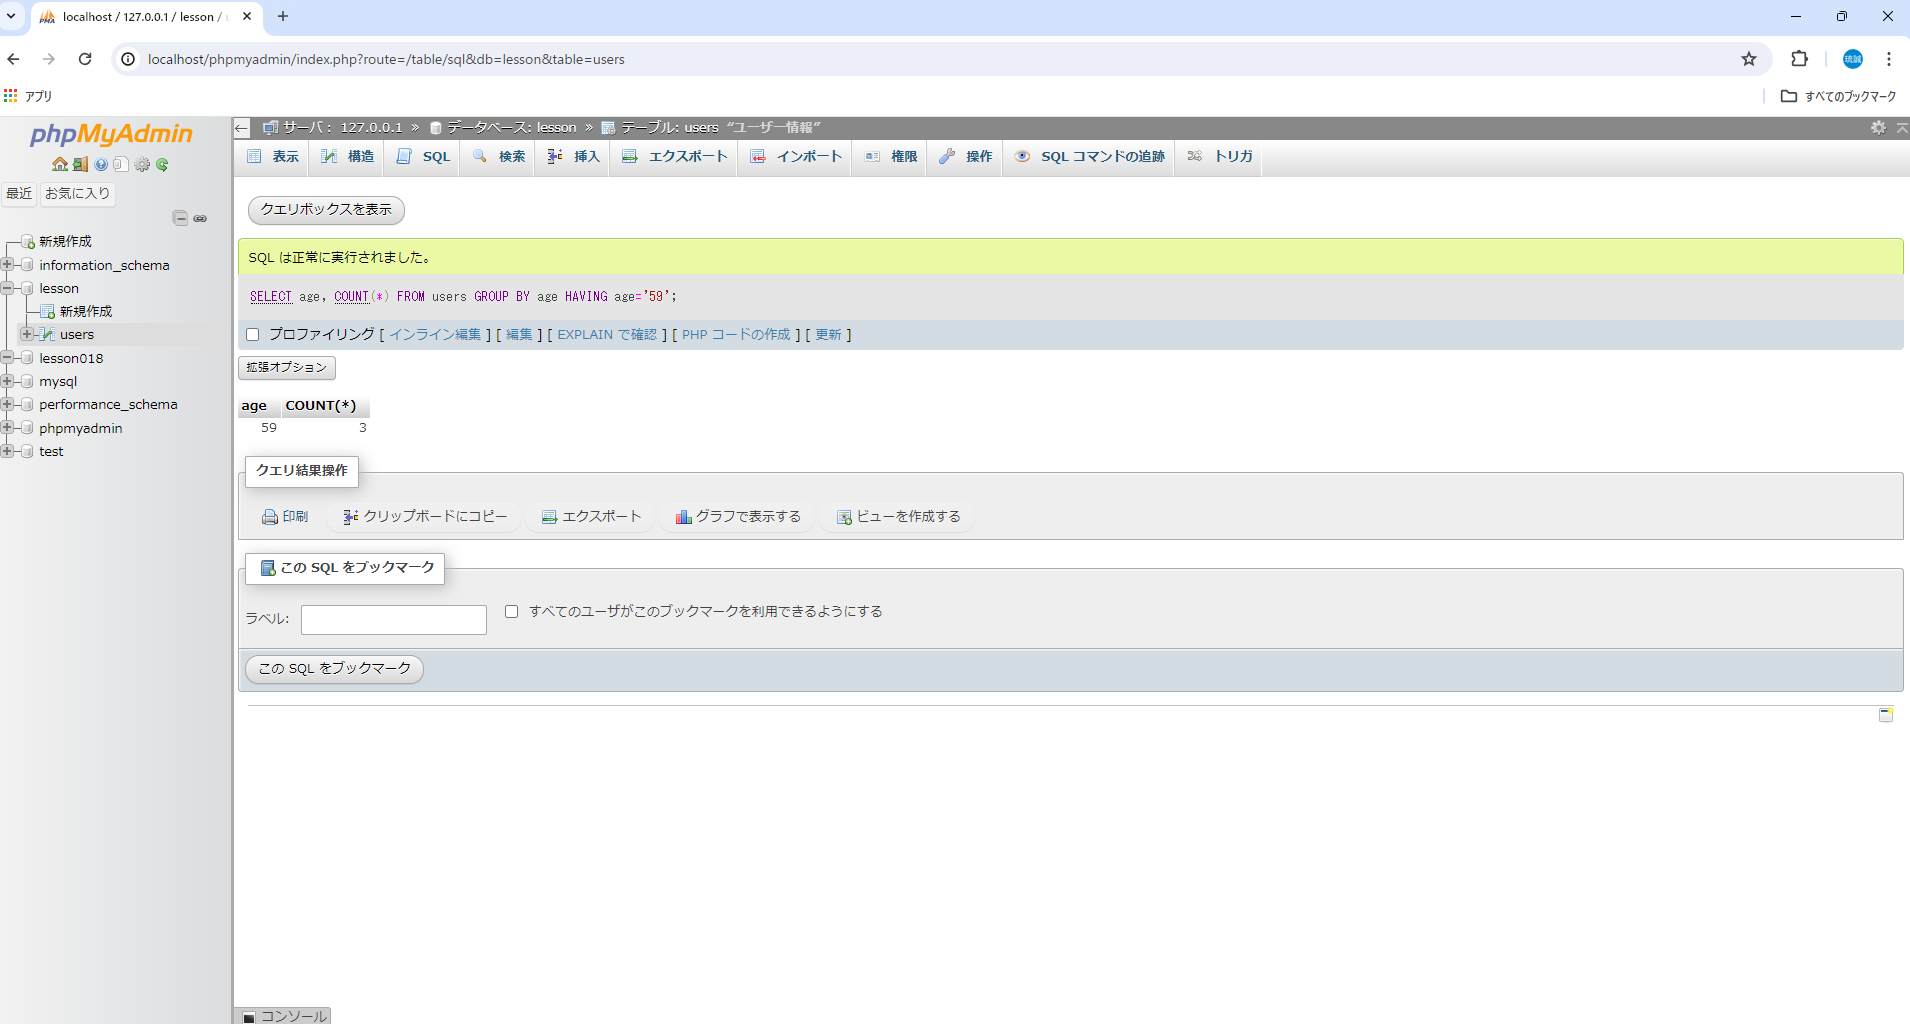 localhost / 127.0.0.1 / lesson / u
localhost/phpmyadmin/index.php?route=/table/sql&db=lesson&table=users
琉誠
アプリ
すべてのブックマーク
phpMyAdmin
最近 お気に入り
新規作成
information_schema
lesson
新規作成
users
lesson018
mysql
performance_schema
phpmyadmin
test
サーバ: 127.0.0.1 » データベース: lesson » テーブル: users “ユーザー情報”
表示 構造 SQL 検索 挿入 エクスポート インポート 権限 操作 SQL コマンドの追跡 トリガ
クエリボックスを表示
SQL は正常に実行されました。
SELECT age, COUNT(*) FROM users GROUP BY age HAVING age='59';
プロファイリング [ インライン編集 ] [ 編集 ] [ EXPLAIN で確認 ] [ PHP コードの作成 ] [ 更新 ]
拡張オプション
age COUNT(*)
59 3
クエリ結果操作
印刷 クリップボードにコピー エクスポート グラフで表示する ビューを作成する
この SQL をブックマーク
ラベル: すべてのユーザがこのブックマークを利用できるようにする
この SQL をブックマーク
コンソール